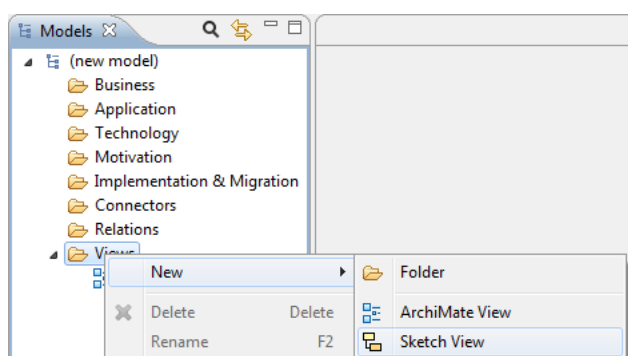 Models
(new model)
Business
Application
Technology
Motivation
Implementation & Migration
Connectors
Relations
Views
New
Folder
Delete Delete
ArchiMate View
Rename F2
Sketch View